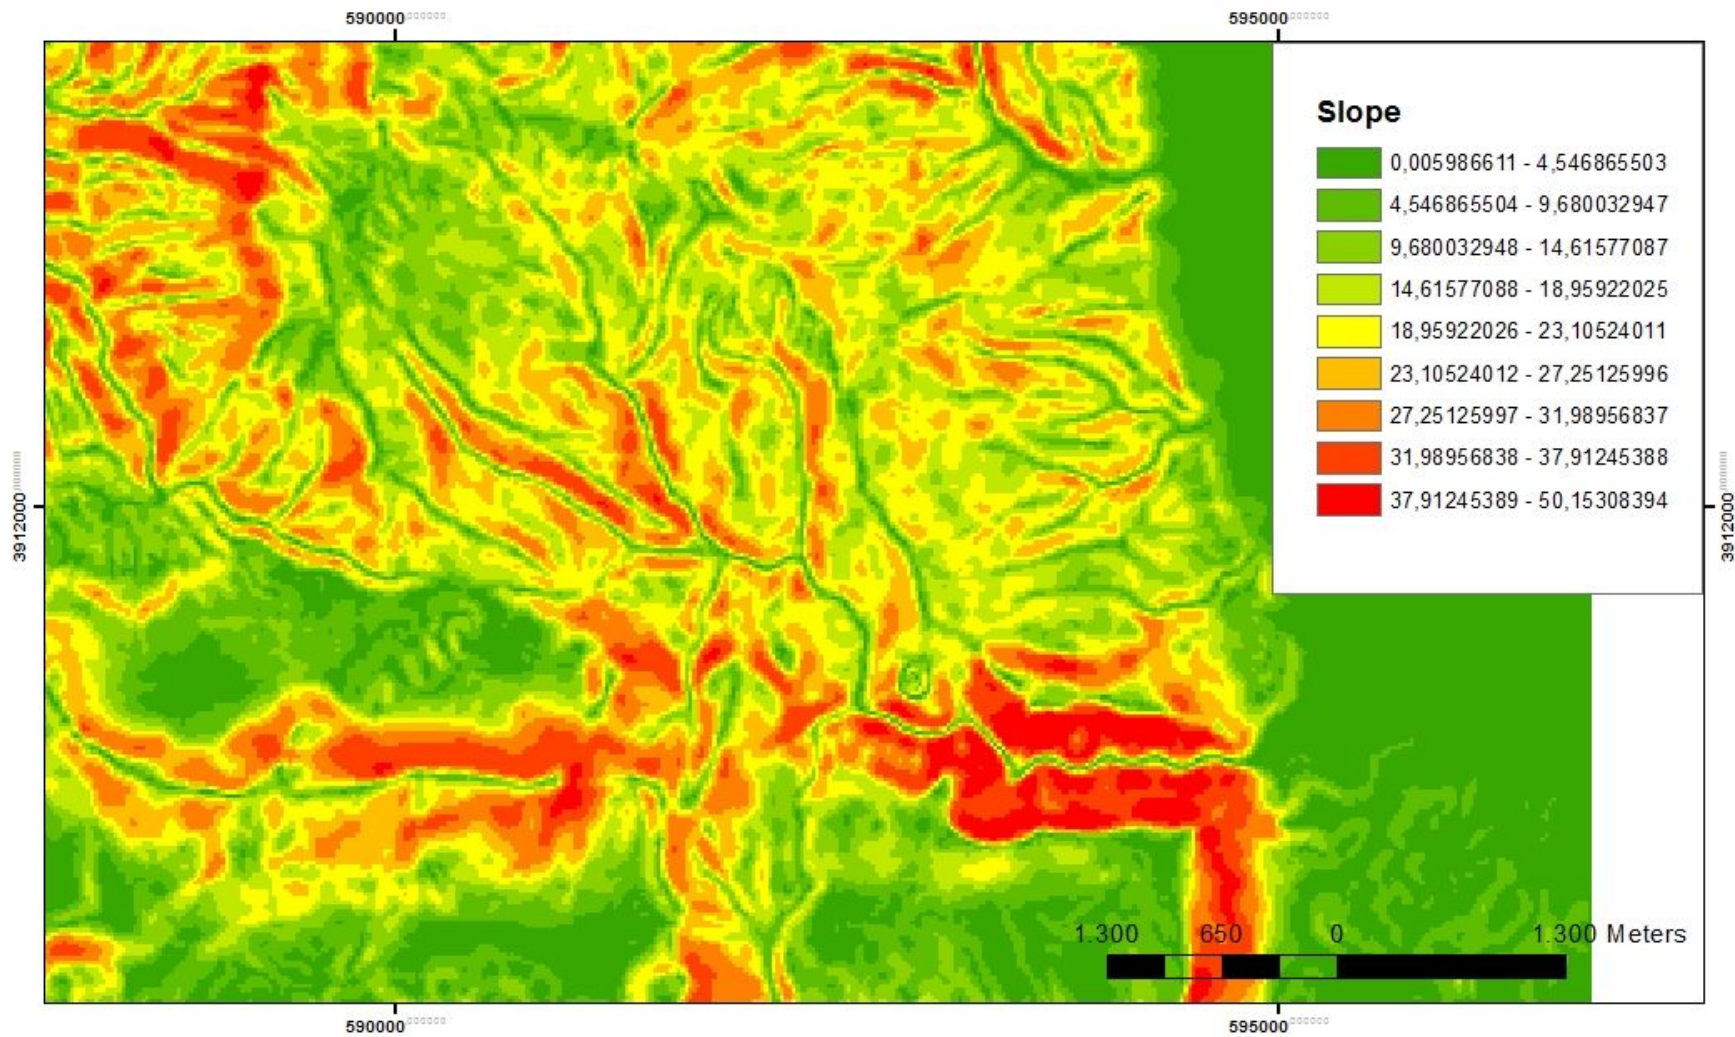 590000°°°°°°° 595000°°°°°°°
Slope
0,005986611 - 4,546865503
4,546865504 - 9,680032947
9,680032948 - 14,61577087
14,61577088 - 18,95922025
18,95922026 - 23,10524011
23,10524012 - 27,25125996
27,25125997 - 31,98956837
31,98956838 - 37,91245388
37,91245389 - 50,15308394
3912000
3912000
1.300 650 0 1.300 Meters
590000 595000